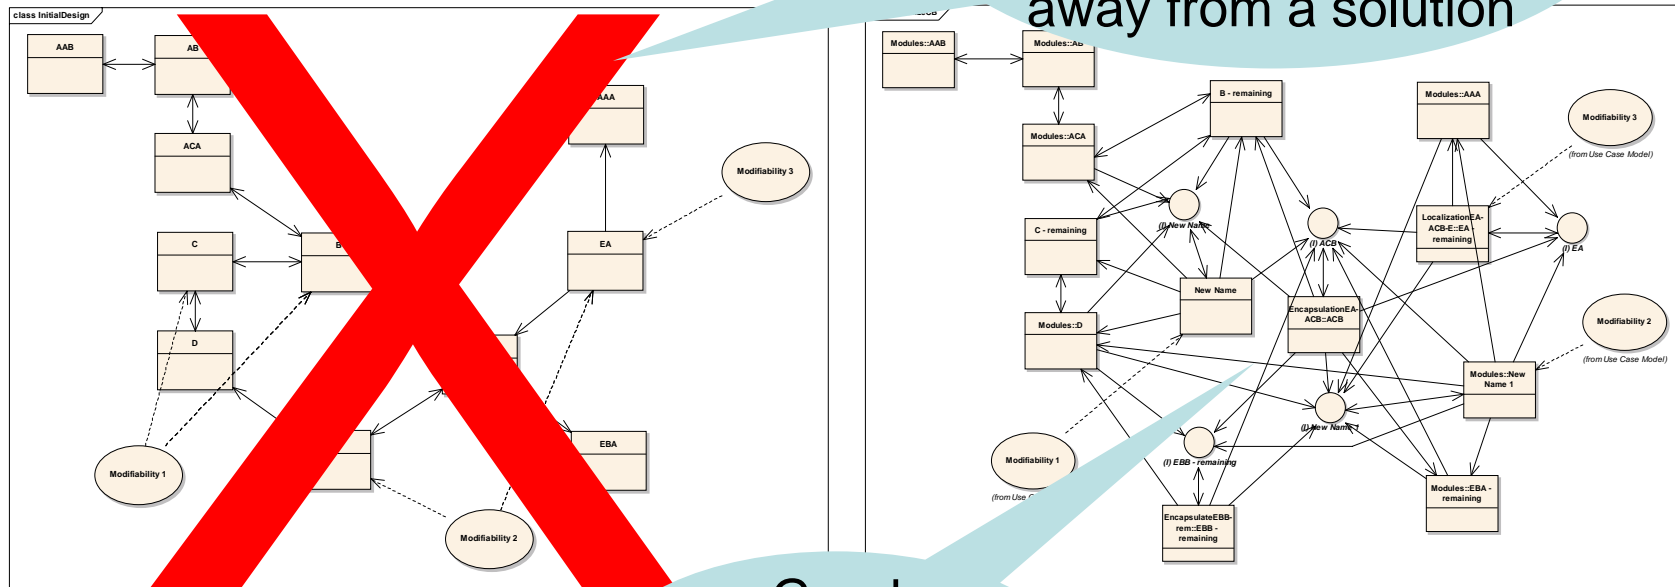 class InitialDesign
AAB
AB
ACA
C
D
Modifiability 1
B
AAA
Modifiability 3
EA
EBA
Modifiability 2
away from a solution
Modules::AAB
Modules::AB
Modules::ACA
B - remaining
Modules::AAA
Modifiability 3
(from Use Case Model)
C - remaining
(I) New Name
(I) ACB
LocalizationEA-
ACB-E::EA -
remaining
(I) EA
New Name
EncapsulationEA-
ACB::ACB
Modules::D
Modifiability 2
(from Use Case Model)
Modules::New
Name 1
(I) New Name 1
Modifiability 1
(from Use
(I) EBB - remaining
Modules::EBA -
remaining
EncapsulateEBB-
rem::EBB -
remaining